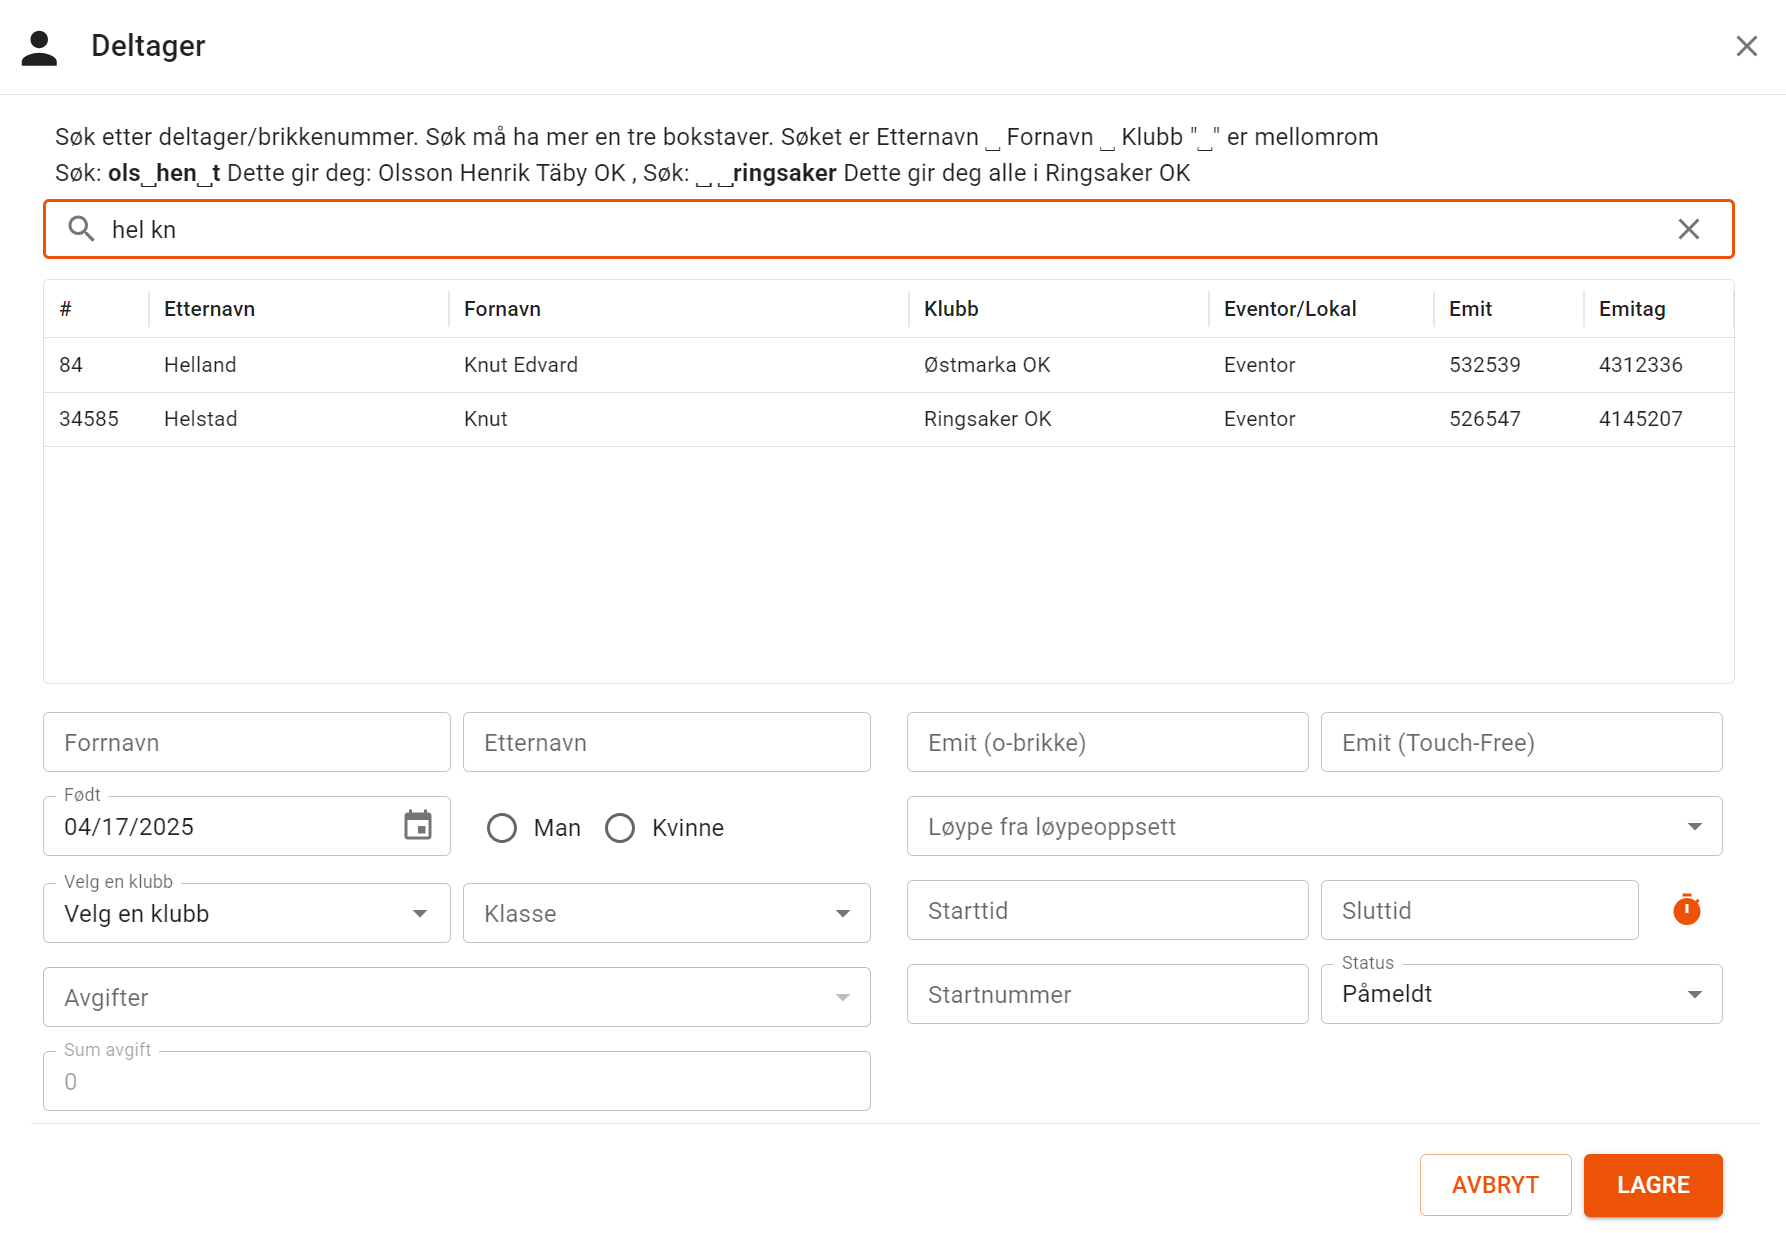 Deltager
Søk etter deltager/brikkenummer. Søk må ha mer en tre bokstaver. Søket er Etternavn ⎵ Fornavn ⎵ Klubb "⎵" er mellomrom
Søk: ols⎵hen⎵t Dette gir deg: Olsson Henrik Täby OK , Søk: ⎵ ⎵ringsaker Dette gir deg alle i Ringsaker OK
hel kn
# Etternavn Fornavn Klubb Eventor/Lokal Emit Emitag
84 Helland Knut Edvard Østmarka OK Eventor 532539 4312336
34585 Helstad Knut Ringsaker OK Eventor 526547 4145207
Forrnavn Etternavn Emit (o-brikke) Emit (Touch-Free)
Født
04/17/2025 Man Kvinne Løype fra løypeoppsett
Velg en klubb
Velg en klubb Klasse Starttid Sluttid
Status
Avgifter Startnummer Påmeldt
Sum avgift
0
AVBRYT LAGRE